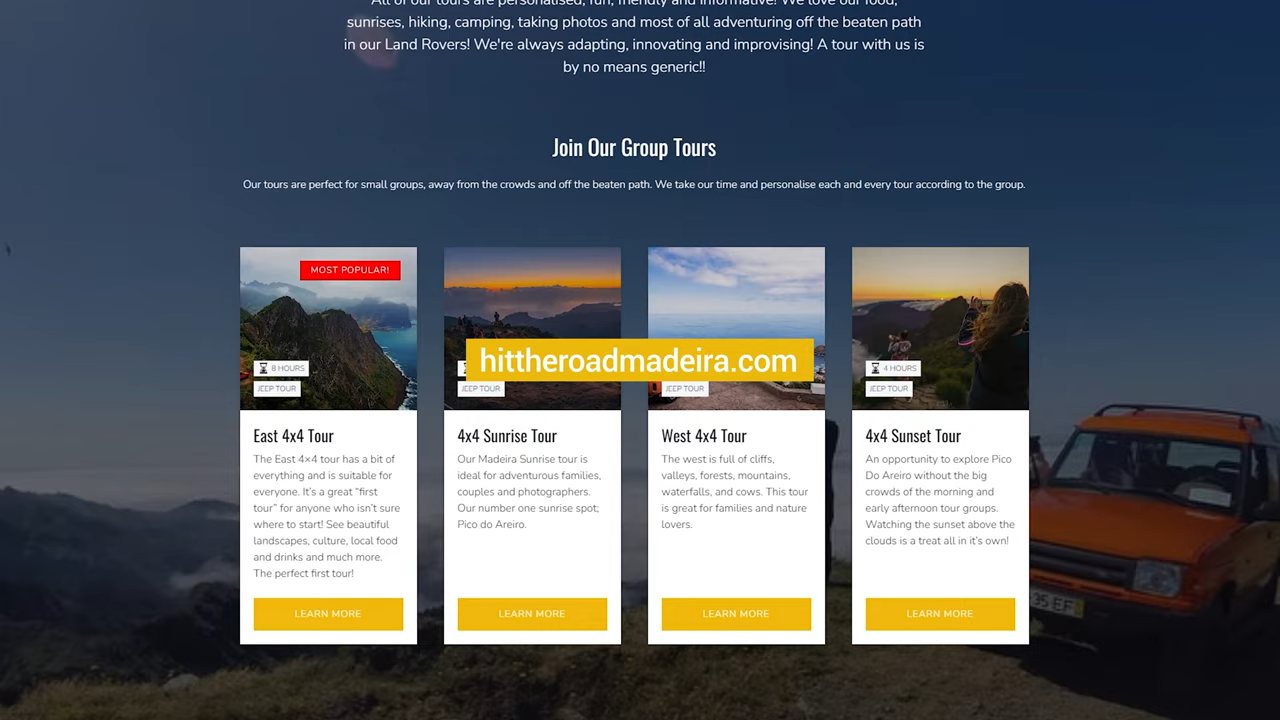 All of our tours are personalised, fun, friendly and informative! We love our food,
sunrises, hiking, camping, taking photos and most of all adventuring off the beaten path
in our Land Rovers! We're always adapting, innovating and improvising! A tour with us is
by no means generic!!
Join Our Group Tours
Our tours are perfect for small groups, away from the crowds and off the beaten path. We take our time and personalise each and every tour according to the group.
MOST POPULAR!
8 HOURS
JEEP TOUR
East 4x4 Tour
The East 4×4 tour has a bit of
everything and is suitable for
everyone. It's a great "first
tour" for anyone who isn't sure
where to start! See beautiful
landscapes, culture, local food
and drinks and much more.
The perfect first tour!
LEARN MORE
JEEP TOUR
4x4 Sunrise Tour
Our Madeira Sunrise tour is
ideal for adventurous families,
couples and photographers.
Our number one sunrise spot;
Pico do Areiro.
LEARN MORE
hittheroadmadeira.com
JEEP TOUR
West 4x4 Tour
The west is full of cliffs,
valleys, forests, mountains,
waterfalls, and cows. This tour
is great for families and nature
lovers.
LEARN MORE
4 HOURS
JEEP TOUR
4x4 Sunset Tour
An opportunity to explore Pico
Do Areiro without the big
crowds of the morning and
early afternoon tour groups.
Watching the sunset above the
clouds is a treat all in it's own!
LEARN MORE